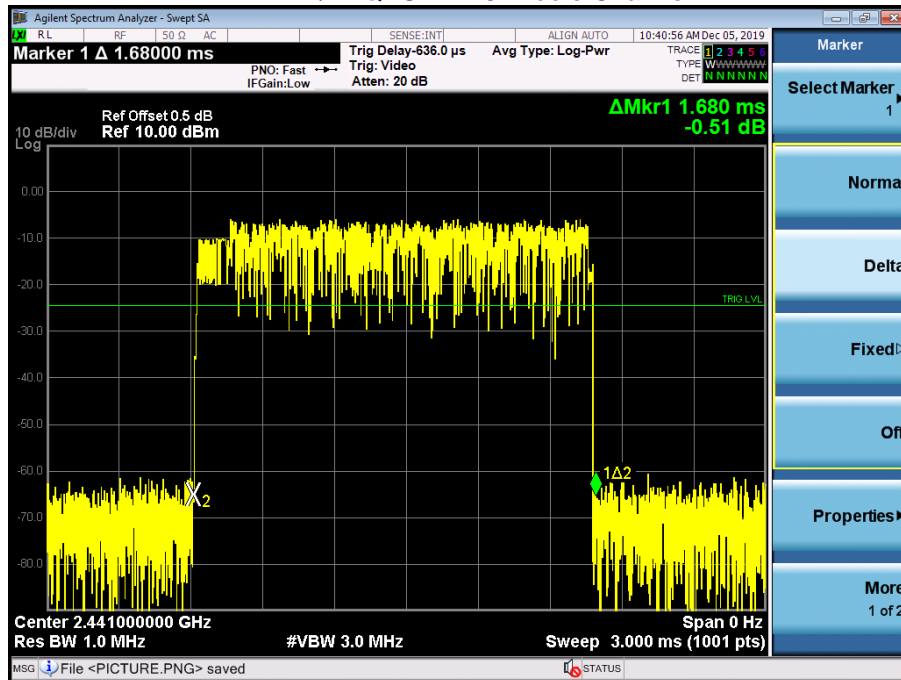 Agilent Spectrum Analyzer - Swept SA
LXI RL RF 50 Ω AC SENSE:INT ALIGN AUTO 10:40:56 AM Dec 05, 2019
Marker 1 Δ 1.68000 ms
PNO: Fast
IFGain:Low
Trig Delay-636.0 µs
Trig: Video
Atten: 20 dB
Avg Type: Log-Pwr
TRACE 1 2 3 4 5 6
TYPE WWWWWW
DET N N N N N N
ΔMkr1 1.680 ms
-0.51 dB
Ref Offset 0.5 dB
10 dB/div Ref 10.00 dBm
Log
0.00
-10.0
-20.0
TRIG LVL
-30.0
-40.0
-50.0
-60.0
1Δ2
X2
-70.0
-80.0
Center 2.441000000 GHz Span 0 Hz
Res BW 1.0 MHz #VBW 3.0 MHz Sweep 3.000 ms (1001 pts)
MSG File <PICTURE.PNG> saved STATUS
Marker
Select Marker
1
Norma
Delta
Fixed
Off
Properties
More
1 of 2